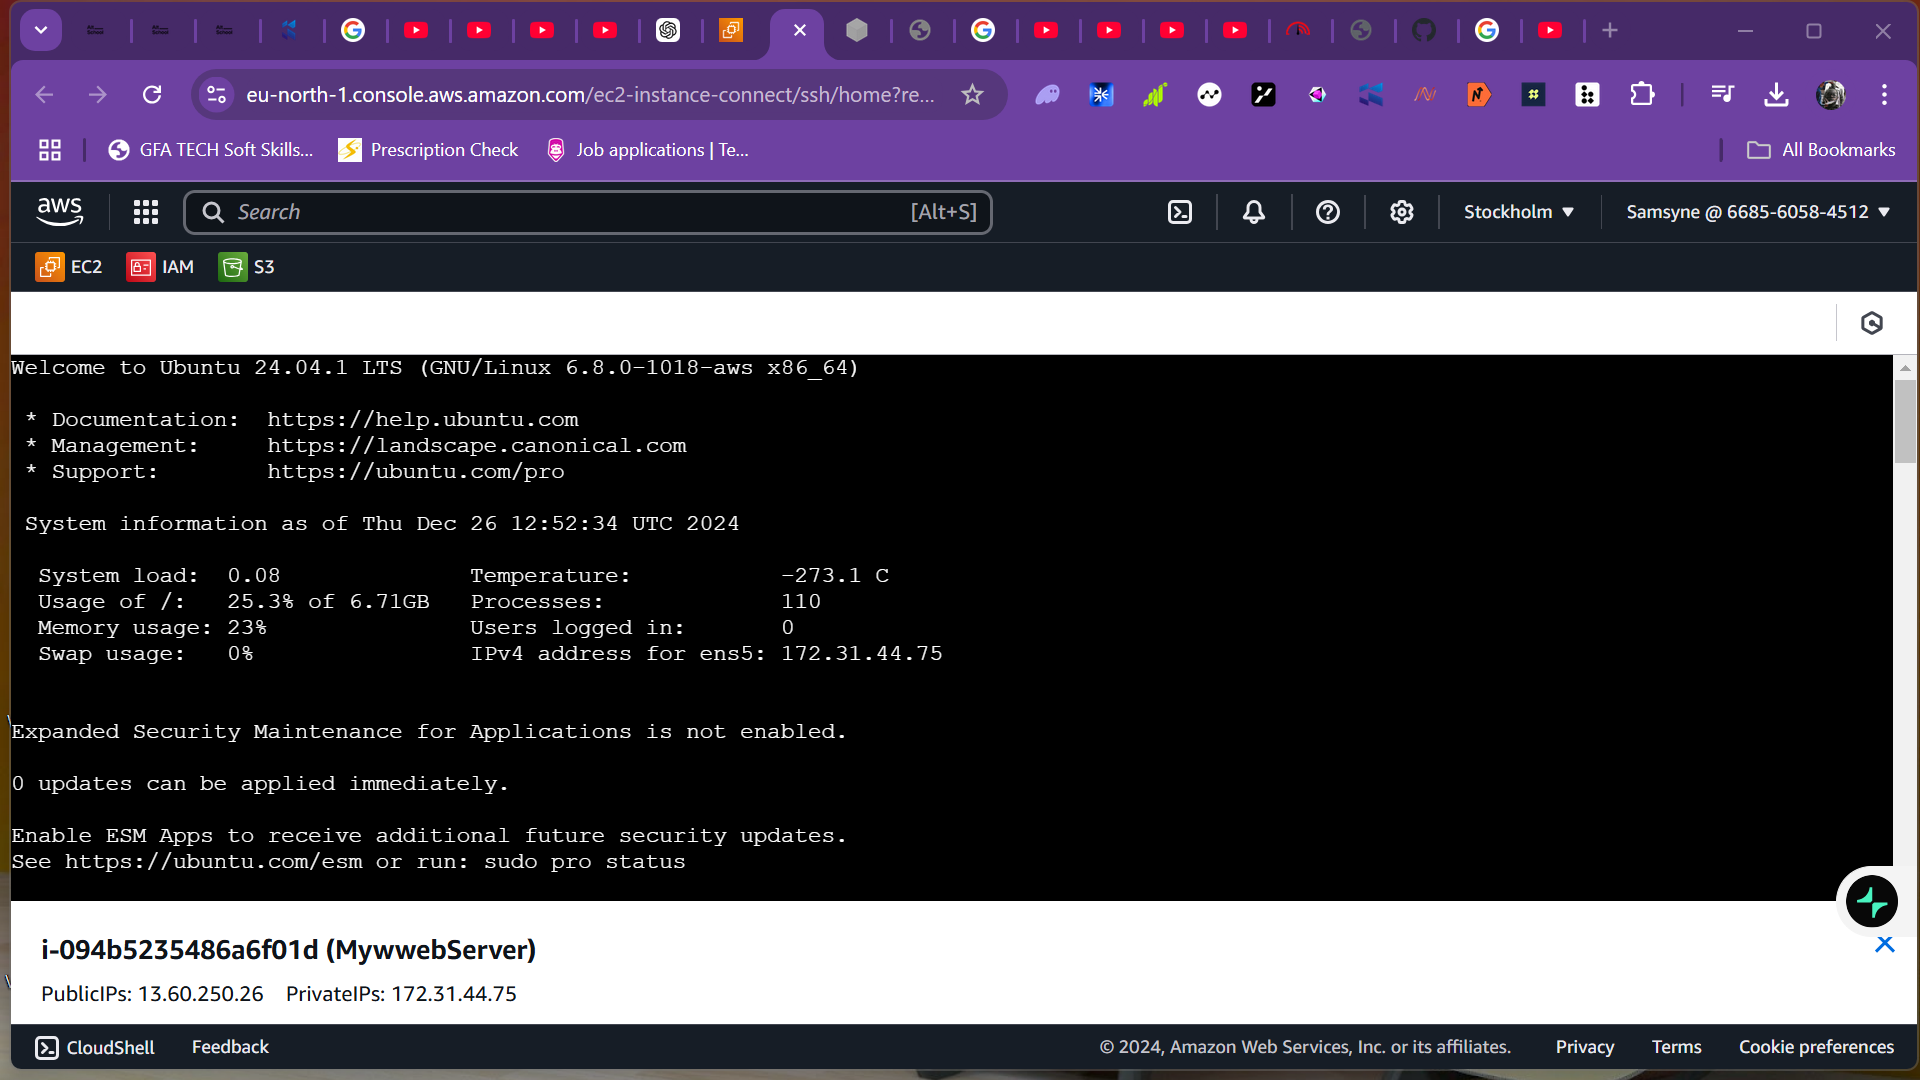 eu-north-1.console.aws.amazon.com/ec2-instance-connect/ssh/home?re...
GFA TECH Soft Skills...
Prescription Check
Job applications | Te...
All Bookmarks
aws
Search
[Alt+S]
Stockholm
Samsyne @ 6685-6058-4512
EC2
IAM
S3
Welcome to Ubuntu 24.04.1 LTS (GNU/Linux 6.8.0-1018-aws x86_64)
* Documentation:  https://help.ubuntu.com
* Management:     https://landscape.canonical.com
* Support:        https://ubuntu.com/pro
System information as of Thu Dec 26 12:52:34 UTC 2024
System load:  0.08              Temperature:           -273.1 C
Usage of /:   25.3% of 6.71GB   Processes:             110
Memory usage: 23%               Users logged in:       0
Swap usage:   0%                IPv4 address for ens5: 172.31.44.75
Expanded Security Maintenance for Applications is not enabled.
0 updates can be applied immediately.
Enable ESM Apps to receive additional future security updates.
See https://ubuntu.com/esm or run: sudo pro status
i-094b5235486a6f01d (MywwebServer)
PublicIPs: 13.60.250.26    PrivateIPs: 172.31.44.75
CloudShell
Feedback
© 2024, Amazon Web Services, Inc. or its affiliates.
Privacy
Terms
Cookie preferences